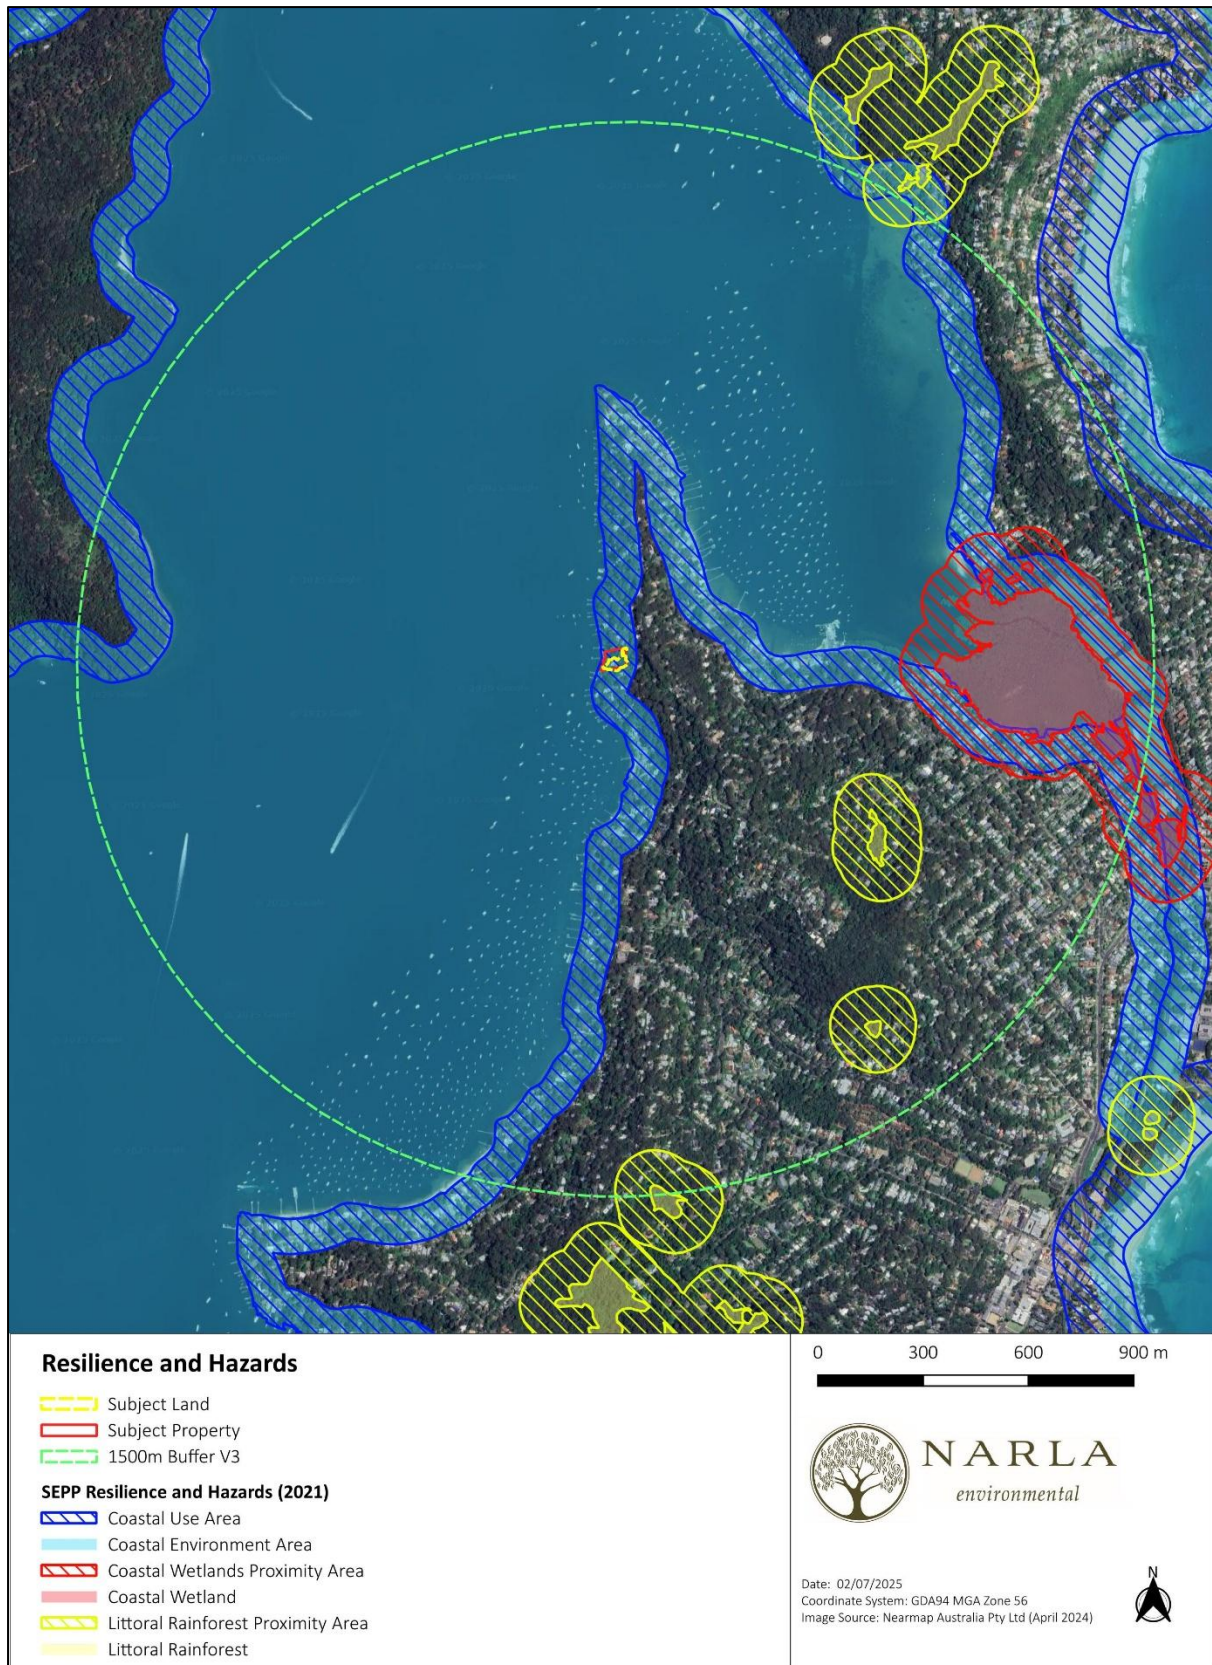 Resilience and Hazards
Subject Land
Subject Property
1500m Buffer V3
SEPP Resilience and Hazards (2021)
Coastal Use Area
Coastal Environment Area
Coastal Wetlands Proximity Area
Coastal Wetland
Littoral Rainforest Proximity Area
Littoral Rainforest
0 300 600 900 m
NARLA
environmental
N
Date: 02/07/2025
Coordinate System: GDA94 MGA Zone 56
Image Source: Nearmap Australia Pty Ltd (April 2024)